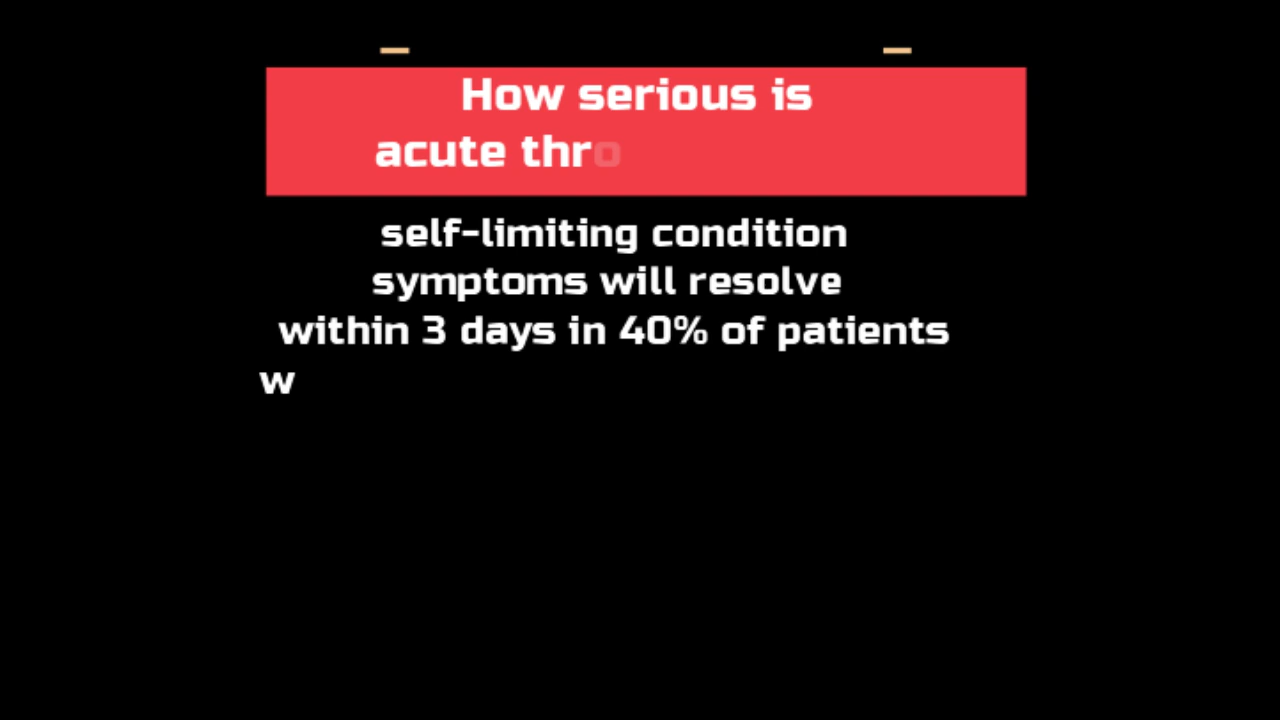 How serious is
acute thro
self-limiting condition
symptoms will resolve
within 3 days in 40% of patients
w